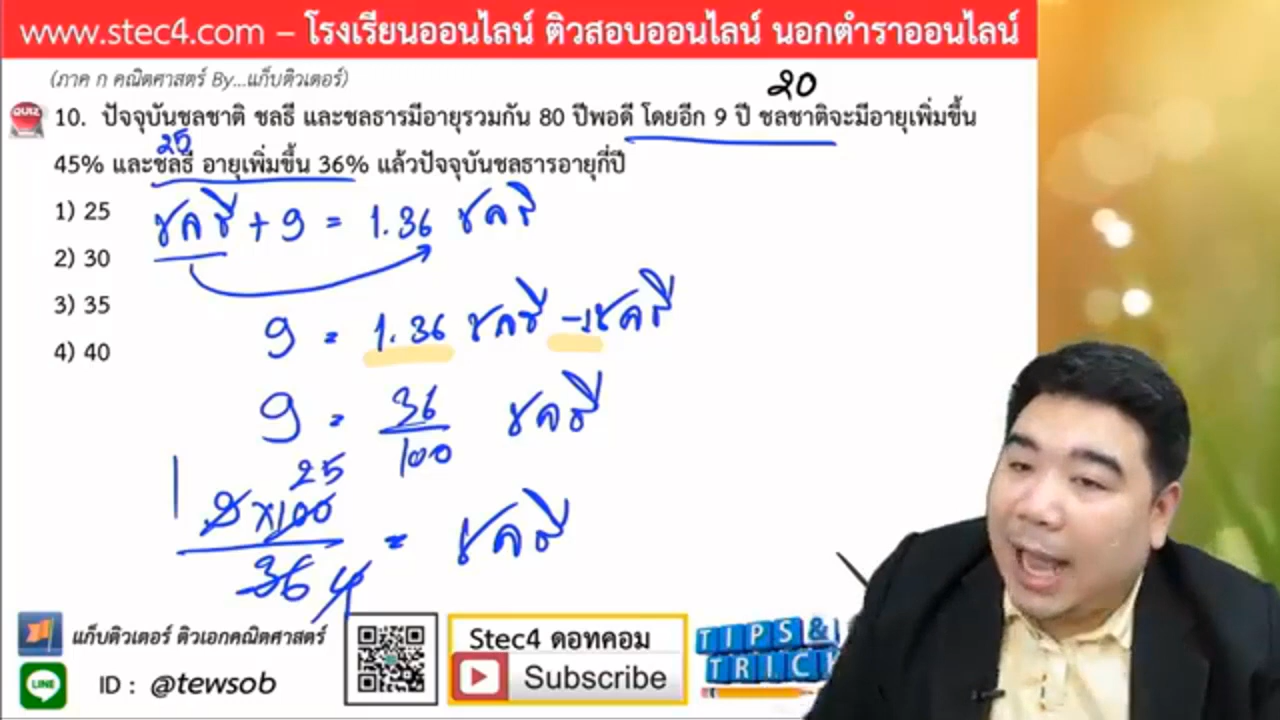 www.stec4.com – โรงเรียนออนไลน์ ติวสอบออนไลน์ นอกตำราออนไลน์
(ภาค ก คณิตศาสตร์ By...แก็บติวเตอร์)
20
QUIZ
10. ปัจจุบันชลชาติ ชลธี และชลธารมีอายุรวมกัน 80 ปีพอดี โดยอีก 9 ปี ชลชาติจะมีอายุเพิ่มขึ้น
25
45% และชลธี อายุเพิ่มขึ้น 36% แล้วปัจจุบันชลธารอายุกี่ปี
1) 25
ชลธี + 9 = 1.36 ชลธี
2) 30
3) 35
9 = 1.36 ชลธี - 1ชลธี
4) 40
9 = 36/100 ชลธี
25
9x100/36 4 = ชลธี
แก็บติวเตอร์ ติวเอกคณิตศาสตร์
Stec4 ดอทคอม
TIPS &
TRICK
LINE
ID : @tewsob
Subscribe